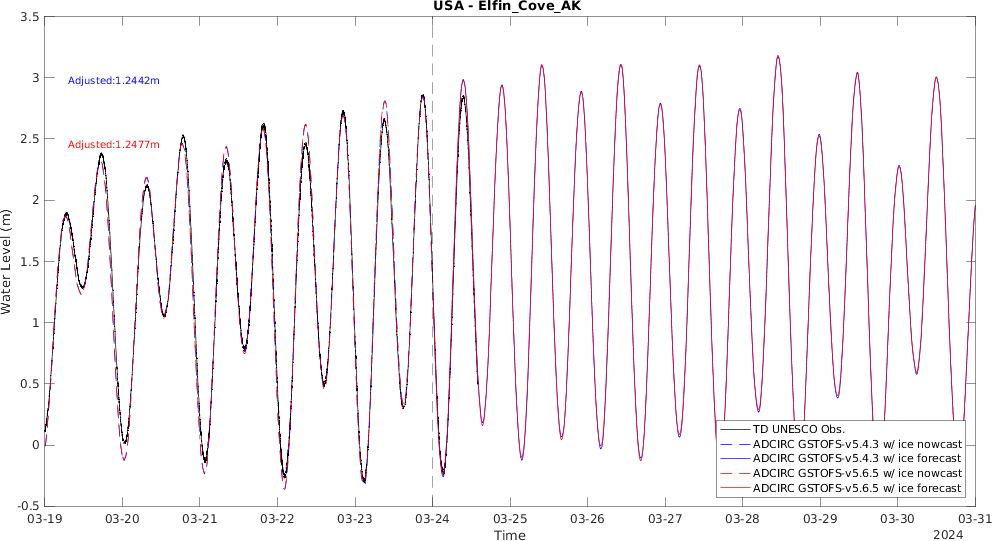 USA - Elfin_Cove_AK
3.5
3
2.5
2
1.5
1
0.5
0
-0.5
Water Level (m)
Adjusted:1.2442m
Adjusted:1.2477m
TD UNESCO Obs.
ADCIRC GSTOFS-v5.4.3 w/ ice nowcast
ADCIRC GSTOFS-v5.4.3 w/ ice forecast
ADCIRC GSTOFS-v5.6.5 w/ ice nowcast
ADCIRC GSTOFS-v5.6.5 w/ ice forecast
03-19 03-20 03-21 03-22 03-23 03-24 03-25 03-26 03-27 03-28 03-29 03-30 03-31
Time
2024